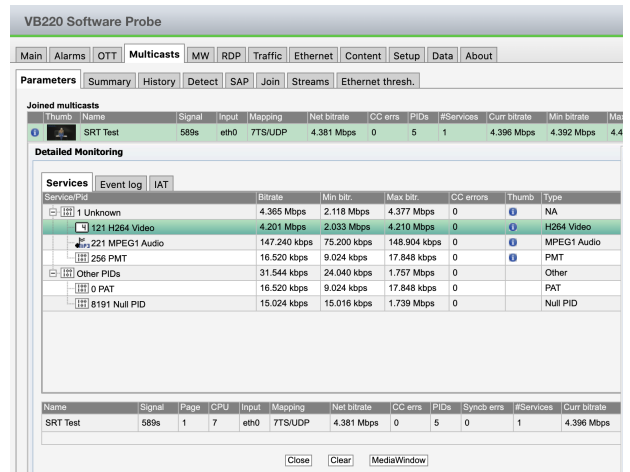 VB220 Software Probe
Main Alarms OTT Multicasts MW RDP Traffic Ethernet Content Setup Data About
Parameters Summary History Detect SAP Join Streams Ethernet thresh.
Joined multicasts
Thumb Name Signal Input Mapping Net bitrate CC errs PIDs #Services Curr bitrate Min bitrate Max
SRT Test 589s eth0 7TS/UDP 4.381 Mbps 0 5 1 4.396 Mbps 4.392 Mbps 4.4
Detailed Monitoring
Services Event log IAT
Service/Pid Bitrate Min bitr. Max bitr. CC errors Thumb Type
1 Unknown 4.365 Mbps 2.118 Mbps 4.377 Mbps 0 NA
121 H264 Video 4.201 Mbps 2.033 Mbps 4.210 Mbps 0 H264 Video
221 MPEG1 Audio 147.240 kbps 75.200 kbps 148.904 kbps 0 MPEG1 Audio
256 PMT 16.520 kbps 9.024 kbps 17.848 kbps 0 PMT
Other PIDs 31.544 kbps 24.040 kbps 1.757 Mbps 0 Other
0 PAT 16.520 kbps 9.024 kbps 17.848 kbps 0 PAT
8191 Null PID 15.024 kbps 15.016 kbps 1.739 Mbps 0 Null PID
Name Signal Page CPU Input Mapping Net bitrate CC errs PIDs Syncb errs #Services Curr bitrate
SRT Test 589s 1 7 eth0 7TS/UDP 4.381 Mbps 0 5 0 1 4.396 Mbps
Close Clear MediaWindow